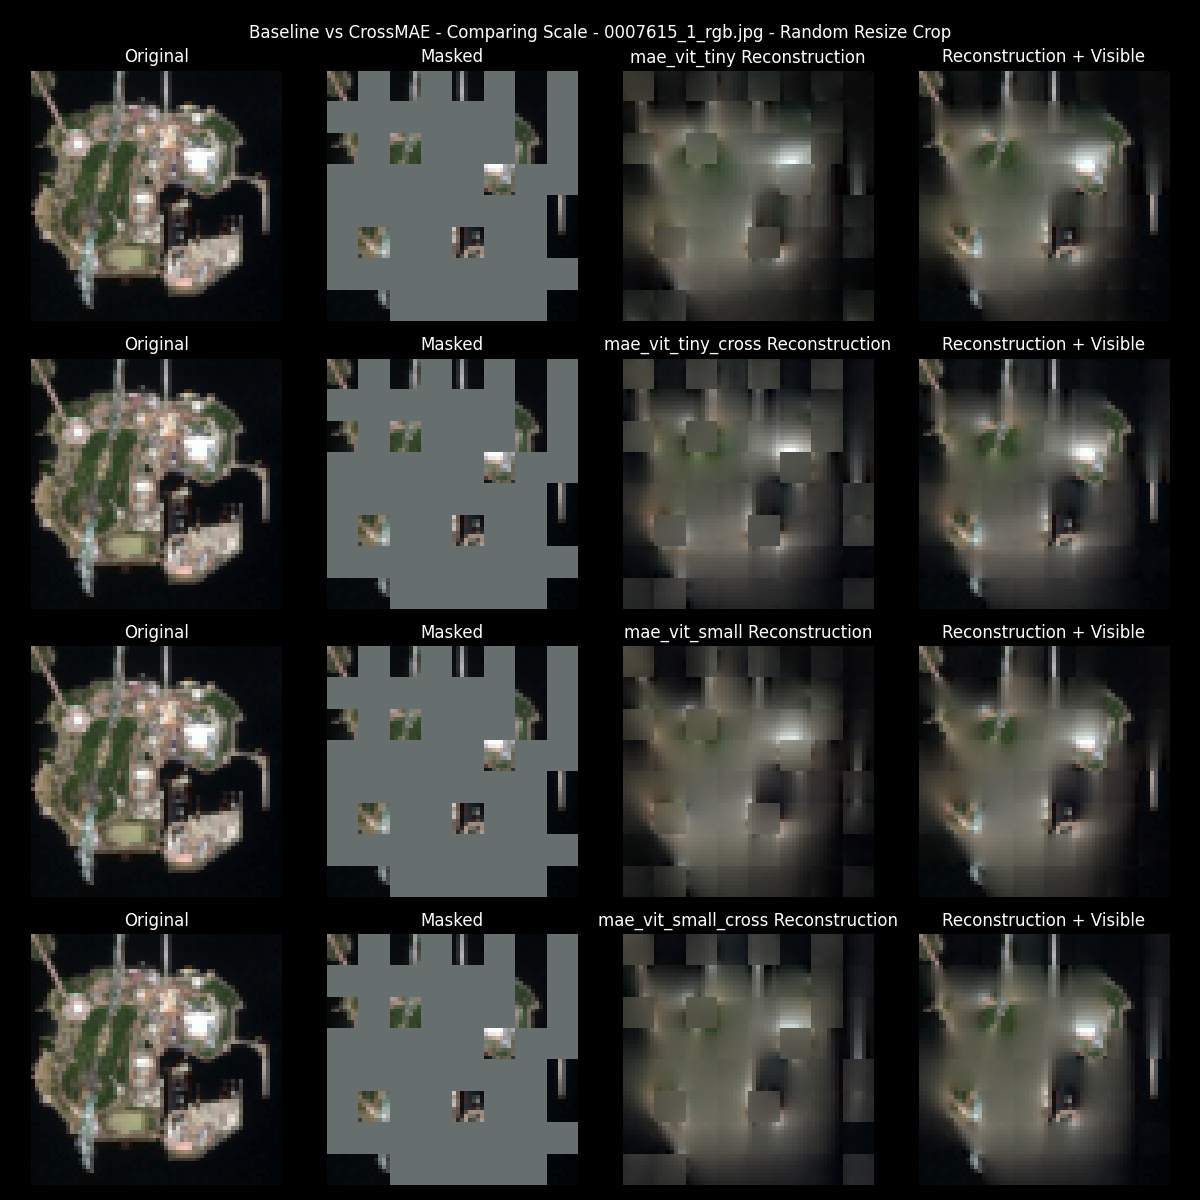 Baseline vs CrossMAE - Comparing Scale - 0007615_1_rgb.jpg - Random Resize Crop
Original Masked mae_vit_tiny Reconstruction Reconstruction + Visible
Original Masked mae_vit_tiny_cross Reconstruction Reconstruction + Visible
Original Masked mae_vit_small Reconstruction Reconstruction + Visible
Original Masked mae_vit_small_cross Reconstruction Reconstruction + Visible